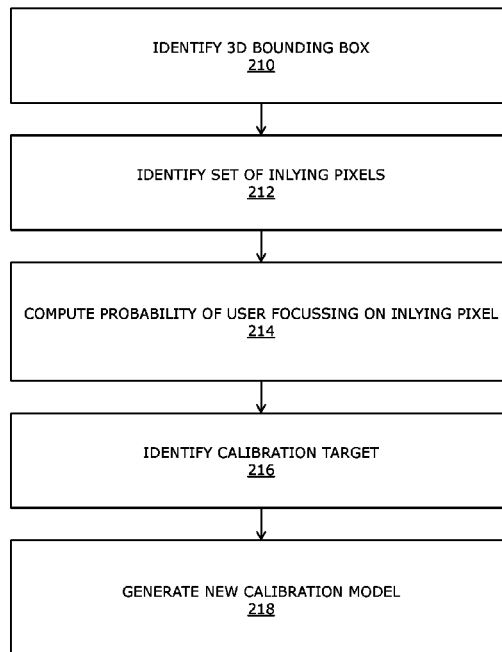 IDENTIFY 3D BOUNDING BOX
210
IDENTIFY SET OF INLYING PIXELS
212
COMPUTE PROBABILITY OF USER FOCUSSING ON INLYING PIXEL
214
IDENTIFY CALIBRATION TARGET
216
GENERATE NEW CALIBRATION MODEL
218